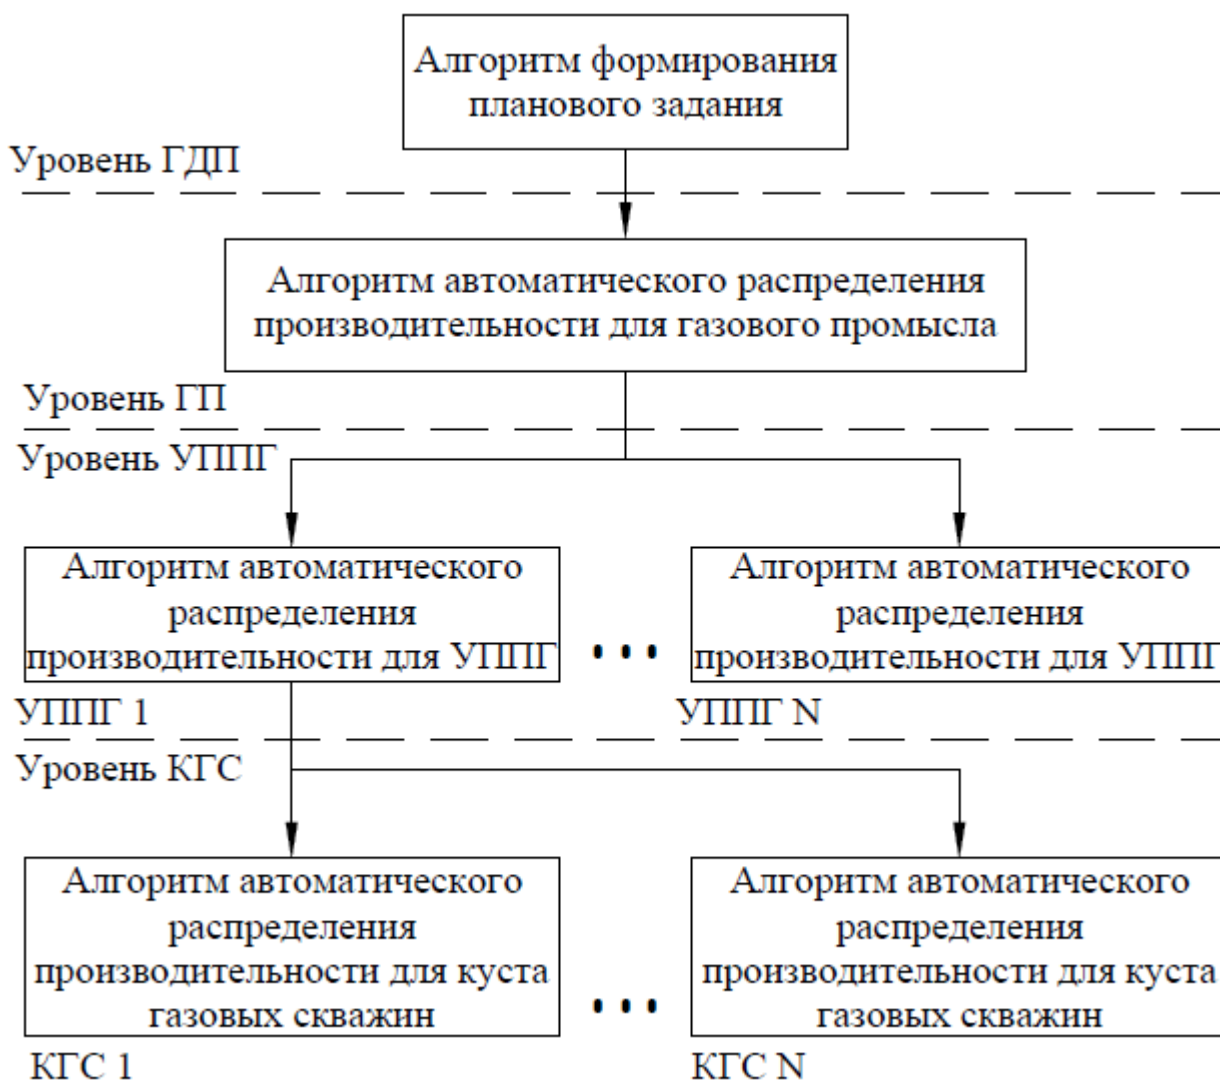 Алгоритм формирования
планового задания
Уровень ГДП
Алгоритм автоматического распределения
производительности для газового промысла
Уровень ГП
Уровень УППГ
Алгоритм автоматического
распределения
производительности для УППГ
Алгоритм автоматического
распределения
производительности для УППГ
...
УППГ 1
УППГ N
Уровень КГС
Алгоритм автоматического
распределения
производительности для куста
газовых скважин
Алгоритм автоматического
распределения
производительности для куста
газовых скважин
...
КГС 1
КГС N